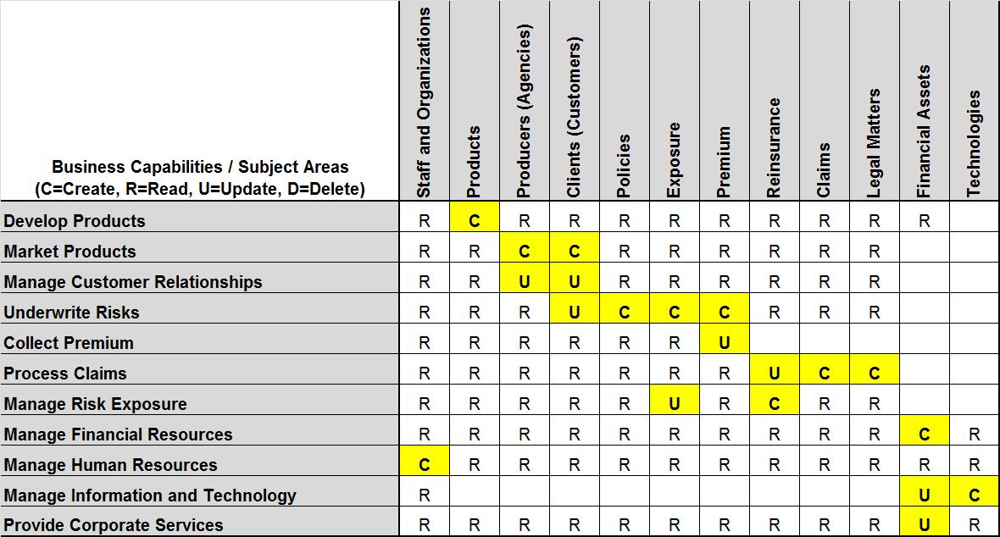 Staff and Organizations
Products
Producers (Agencies)
Clients (Customers)
Policies
Exposure
Premium
Reinsurance
Claims
Legal Matters
Financial Assets
Technologies
Business Capabilities / Subject Areas
(C=Create, R=Read, U=Update, D=Delete)
Develop Products R C R R R R R R R R R
Market Products R R C C R R R R R R
Manage Customer Relationships R R U U R R R R R R
Underwrite Risks R R R U C C C R R R
Collect Premium R R R R R R U
Process Claims R R R R R R R U C C
Manage Risk Exposure R R R R R U R C R R
Manage Financial Resources R R R R R R R R R R C R
Manage Human Resources C R R R R R R R R R R R
Manage Information and Technology R U C
Provide Corporate Services R R R R R R R R R R U R